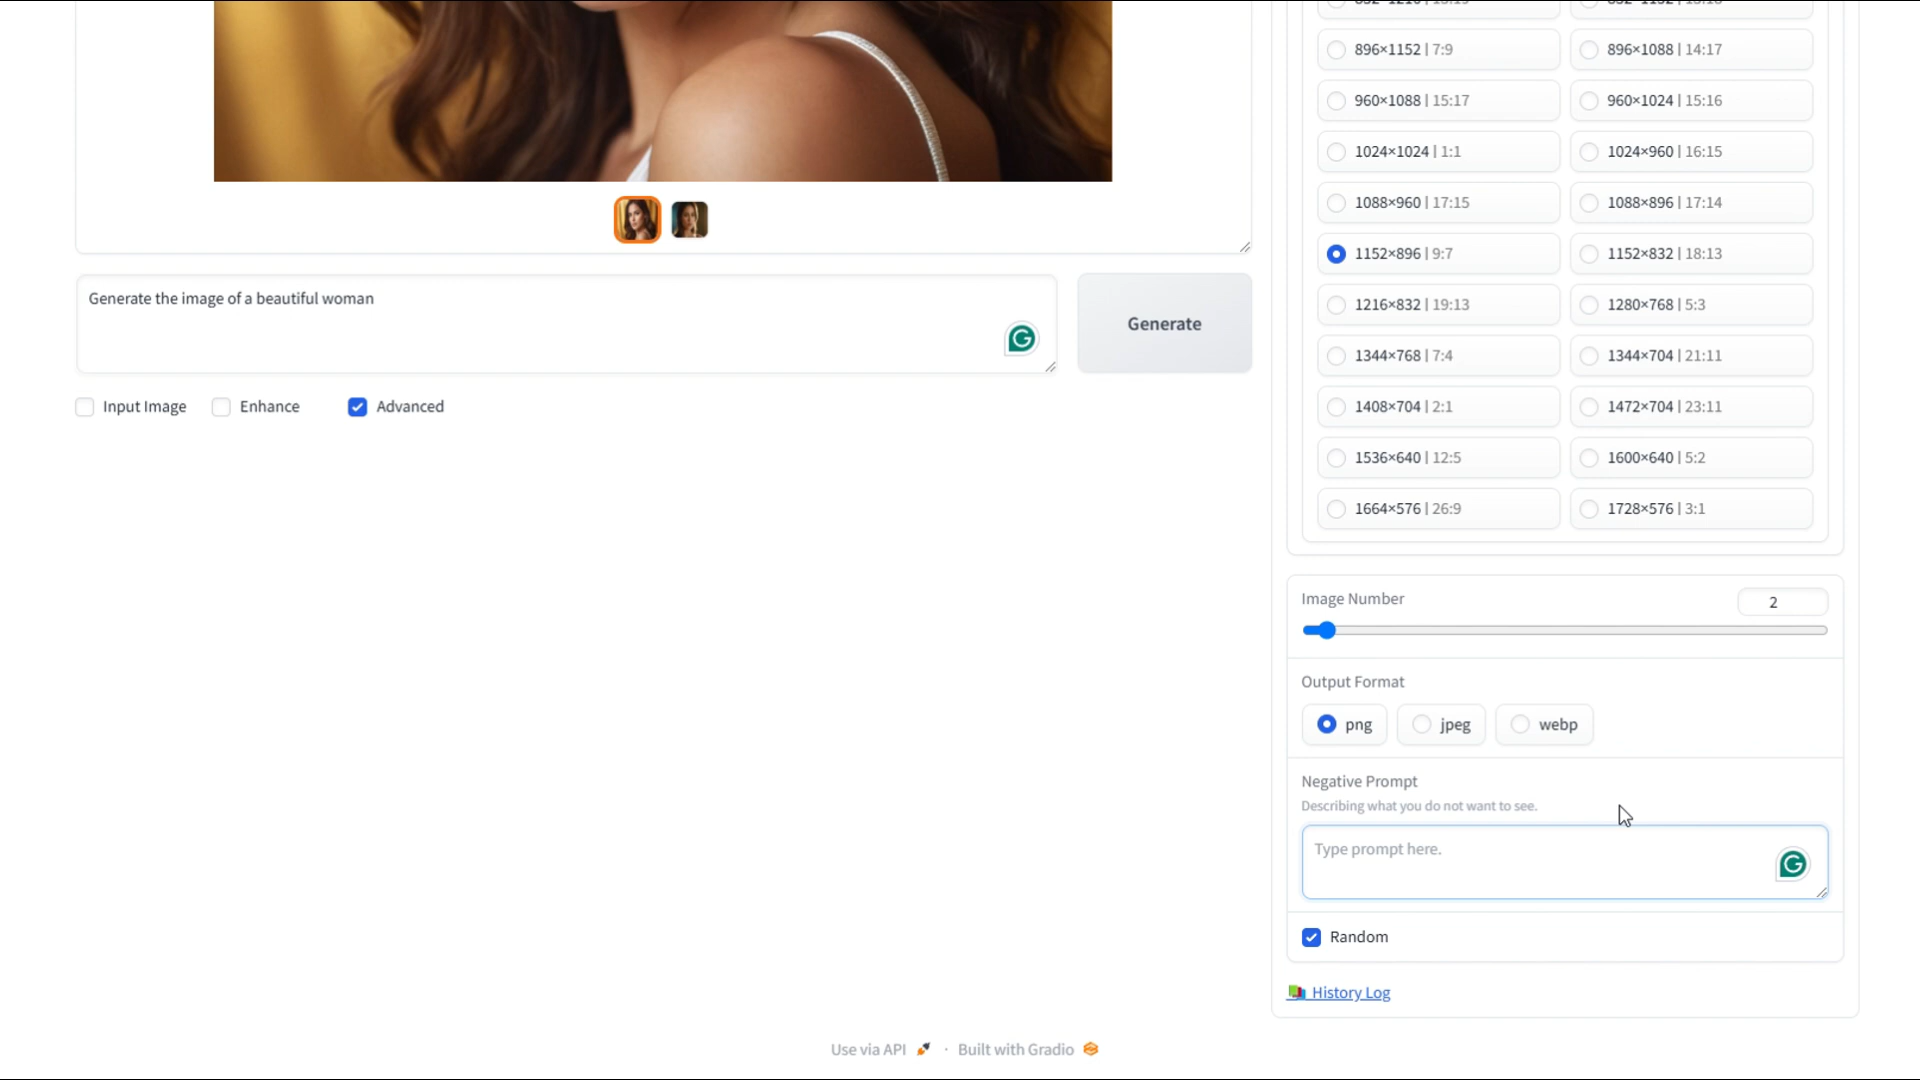 896×1152 | 7:9
896×1088 | 14:17
960×1088 | 15:17
960×1024 | 15:16
1024×1024 | 1:1
1024×960 | 16:15
1088×960 | 17:15
1088×896 | 17:14
1152×896 | 9:7
1152×832 | 18:13
1216×832 | 19:13
1280×768 | 5:3
1344×768 | 7:4
1344×704 | 21:11
1408×704 | 2:1
1472×704 | 23:11
1536×640 | 12:5
1600×640 | 5:2
1664×576 | 26:9
1728×576 | 3:1
Generate the image of a beautiful woman
Generate
Input Image
Enhance
Advanced
Image Number
2
Output Format
png
jpeg
webp
Negative Prompt
Describing what you do not want to see.
Type prompt here.
Random
History Log
Use via API · Built with Gradio